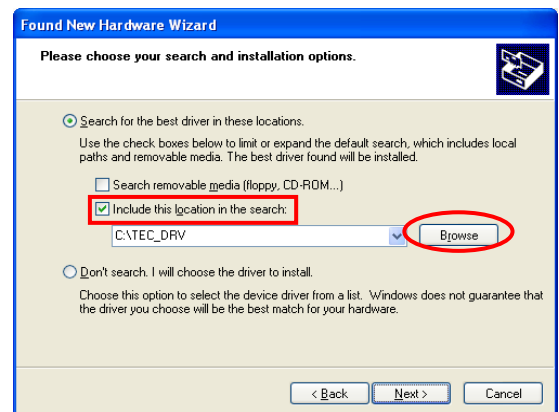 Found New Hardware Wizard
Please choose your search and installation options.
Search for the best driver in these locations.
Use the check boxes below to limit or expand the default search, which includes local
paths and removable media. The best driver found will be installed.
Search removable media (floppy, CD-ROM...)
Include this location in the search:
C:\TEC_DRV
Browse
Don't search. I will choose the driver to install.
Choose this option to select the device driver from a list. Windows does not guarantee that
the driver you choose will be the best match for your hardware.
< Back
Next >
Cancel